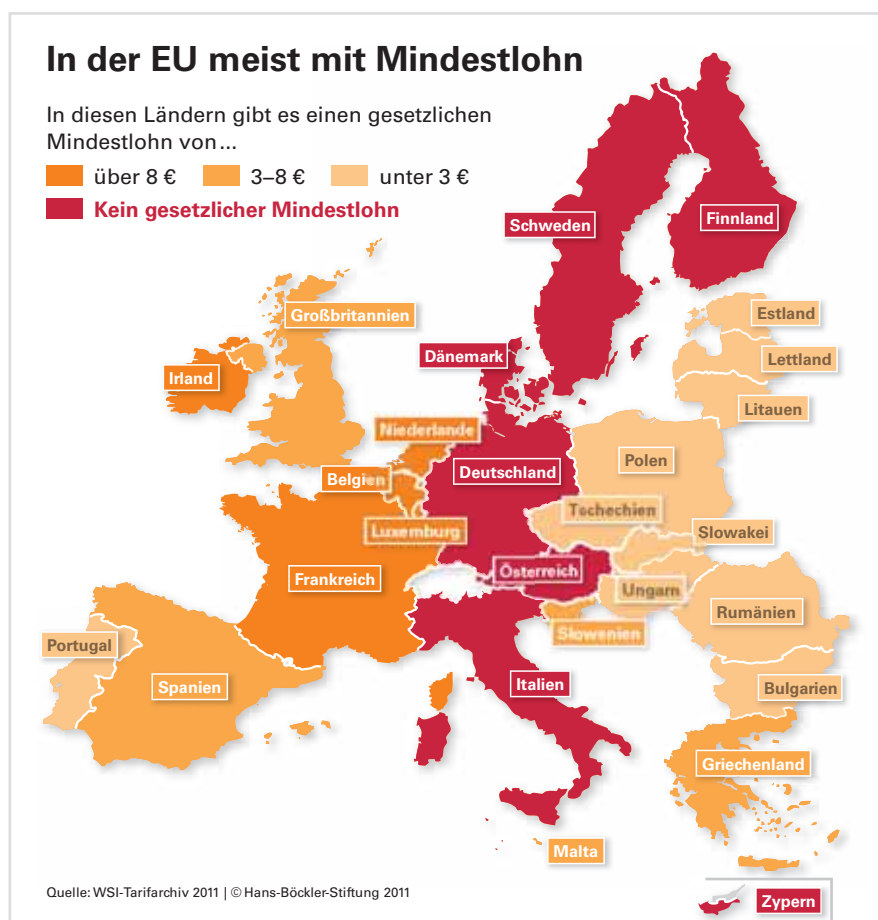 In der EU meist mit Mindestlohn
In diesen Ländern gibt es einen gesetzlichen
Mindestlohn von ...
über 8 € 3–8 € unter 3 €
Kein gesetzlicher Mindestlohn
Schweden
Finnland
Großbritannien
Estland
Dänemark
Lettland
Irland
Litauen
Niederlande
Deutschland
Polen
Belgien
Tschechien
Luxemburg
Slowakei
Frankreich
Österreich
Ungarn
Rumänien
Portugal
Slowenien
Spanien
Italien
Bulgarien
Griechenland
Malta
Quelle: WSI-Tarifarchiv 2011 | © Hans-Böckler-Stiftung 2011
Zypern